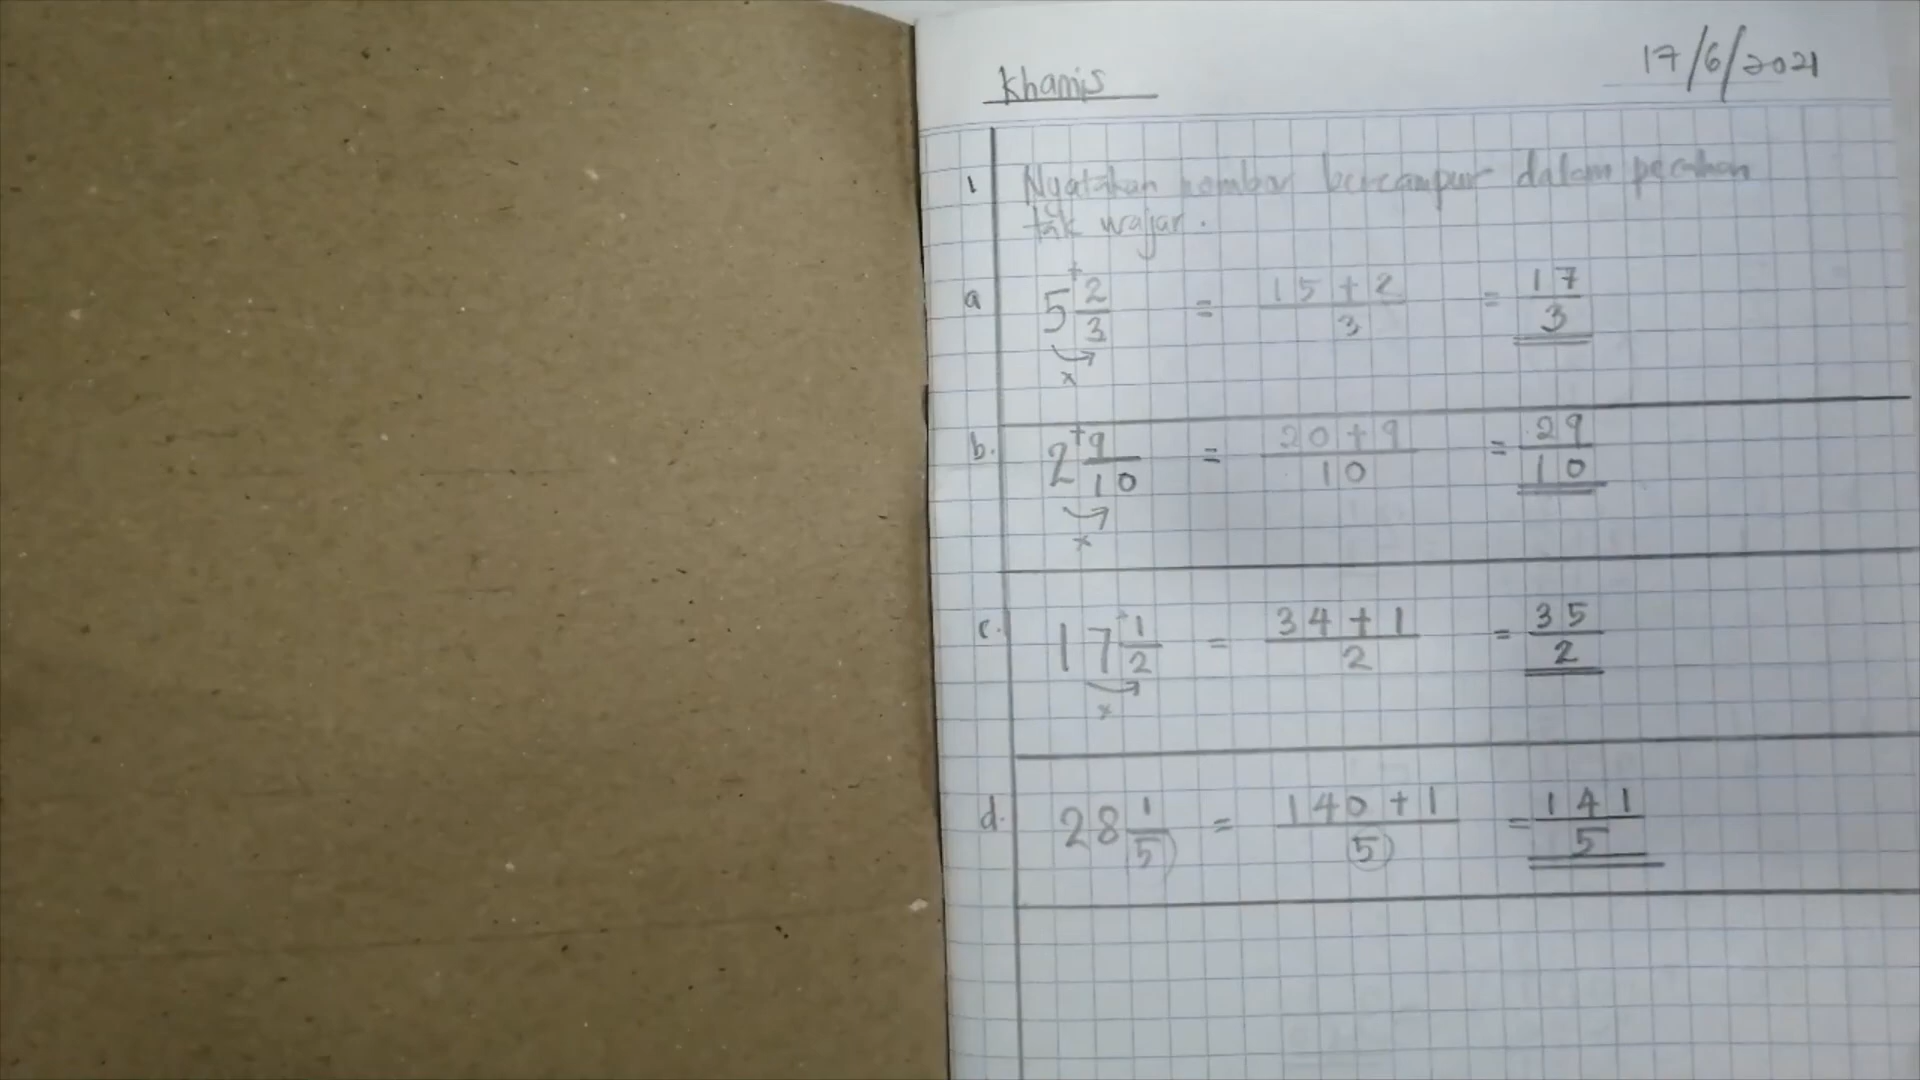 Khamis
17/6/2021
1 Nyatakan nombor bercampur dalam pecahan
tak wajar.
a 5 + 2/3 = 15 + 2/3 = 17/3
x
b. 2 + 9/10 = 20 + 9/10 = 29/10
x
c. 17 + 1/2 = 34 + 1/2 = 35/2
x
d. 28 1/5 = 140 + 1/5 = 141/5